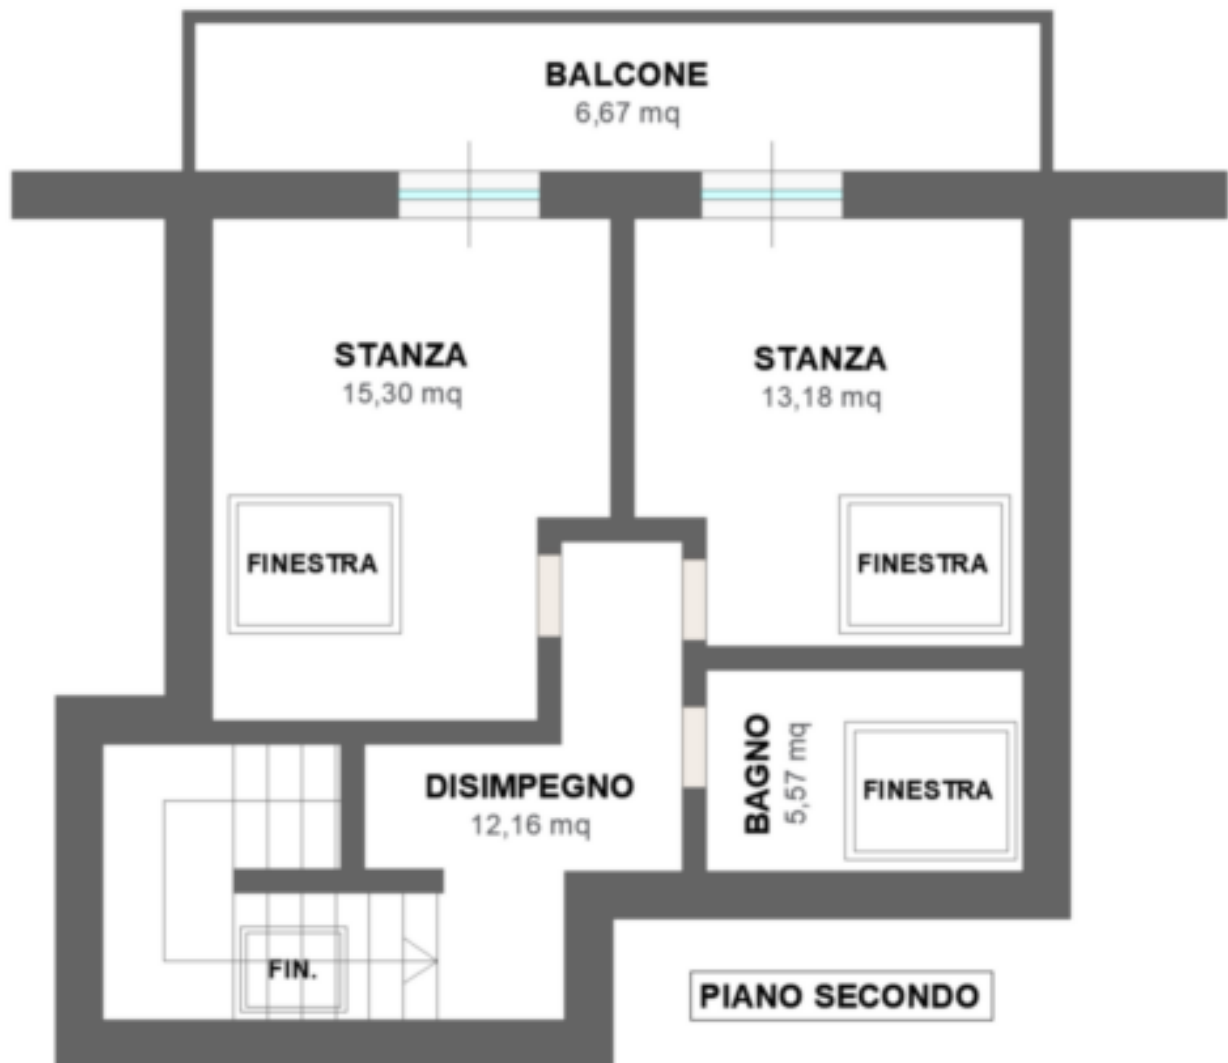 BALCONE
6,67 mq
STANZA
15,30 mq
STANZA
13,18 mq
FINESTRA
FINESTRA
DISIMPEGNO
12,16 mq
BAGNO
5,57 mq
FINESTRA
FIN.
PIANO SECONDO